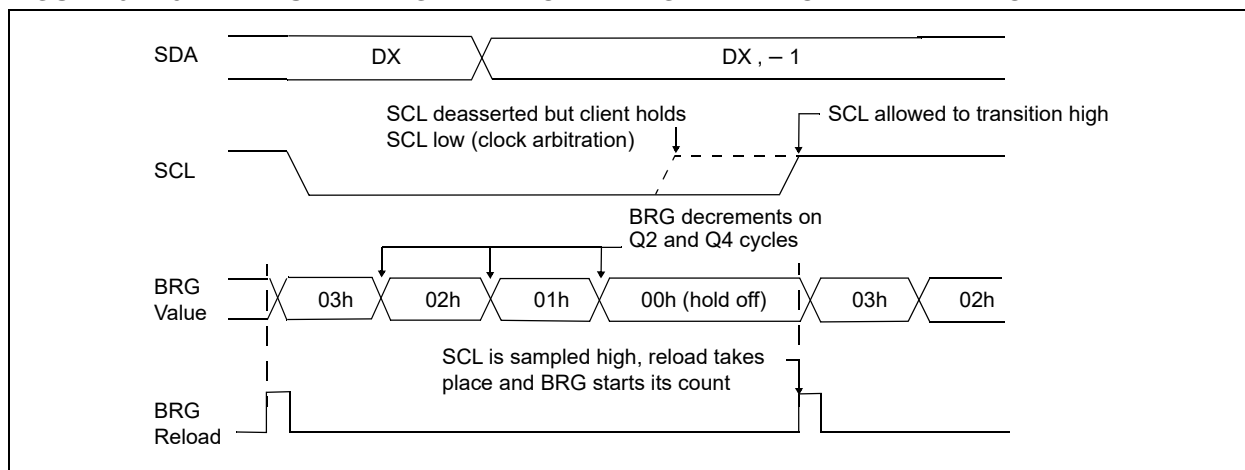 SDA
DX
DX , – 1
SCL deasserted but client holds
SCL low (clock arbitration)
SCL allowed to transition high
SCL
BRG decrements on
Q2 and Q4 cycles
BRG
Value
03h
02h
01h
00h (hold off)
03h
02h
SCL is sampled high, reload takes
place and BRG starts its count
BRG
Reload